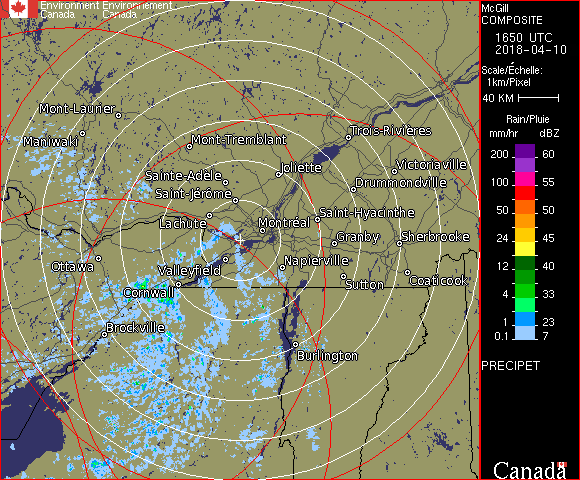 Environment Environnement
Canada Canada
McGill
COMPOSITE
1650 UTC
2018-04-10
Scale/Échelle:
1km/Pixel
40 KM
Rain/Pluie
mm/hr dBZ
200 60
100 55
50 50
24 45
12 40
4 33
1 23
0.1 7
PRECIPET
Mont-Laurier
Maniwaki
Mont-Tremblant
Trois-Rivières
Sainte-Adèle
Joliette
Victoriaville
Saint-Jérôme
Drummondville
Lachute
Montréal
Saint-Hyacinthe
Granby
Sherbrooke
Ottawa
Valleyfield
Napierville
Cornwall
Sutton
Coaticook
Brockville
Burlington
Canada